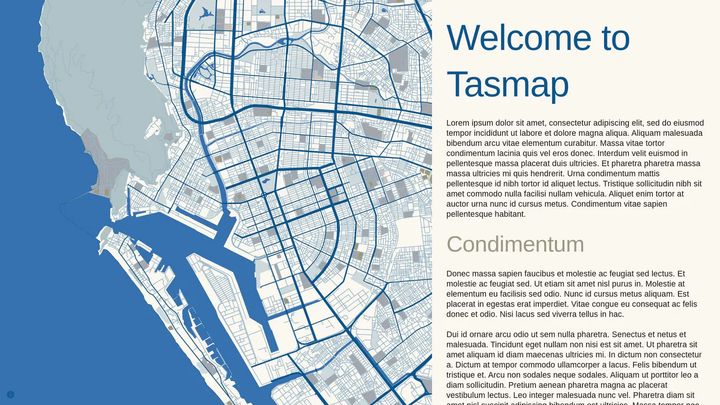 Welcome to
Tasmap
Lorem ipsum dolor sit amet, consectetur adipiscing elit, sed do eiusmod
tempor incididunt ut labore et dolore magna aliqua. Aliquam malesuada
bibendum arcu vitae elementum curabitur. Massa vitae tortor
condimentum lacinia quis vel eros donec. Interdum velit euismod in
pellentesque massa placerat duis ultricies. Et pharetra pharetra massa
massa ultricies mi quis hendrerit. Urna condimentum mattis
pellentesque id nibh tortor id aliquet lectus. Tristique sollicitudin nibh sit
amet commodo nulla facilisi nullam vehicula. Aliquet enim tortor at
auctor urna nunc id cursus metus. Condimentum vitae sapien
pellentesque habitant.
Condimentum
Donec massa sapien faucibus et molestie ac feugiat sed lectus. Et
molestie ac feugiat sed. Ut etiam sit amet nisl purus in. Molestie at
elementum eu facilisis sed odio. Nunc id cursus metus aliquam. Est
placerat in egestas erat imperdiet. Vitae congue eu consequat ac felis
donec et odio. Nisi lacus sed viverra tellus in hac.
Dui id ornare arcu odio ut sem nulla pharetra. Senectus et netus et
malesuada. Tincidunt eget nullam non nisi est sit amet. Ut pharetra sit
amet aliquam id diam maecenas ultricies mi. In dictum non consectetur
a. Dictum at tempor commodo ullamcorper a lacus. Felis bibendum ut
tristique et. Arcu non sodales neque sodales. Aliquam ut porttitor leo a
diam sollicitudin. Pretium aenean pharetra magna ac placerat
vestibulum lectus. Leo integer malesuada nunc vel. Pharetra diam sit
amet nisl suscipit adipiscing bibendum est ultricies. Massa tempor nec